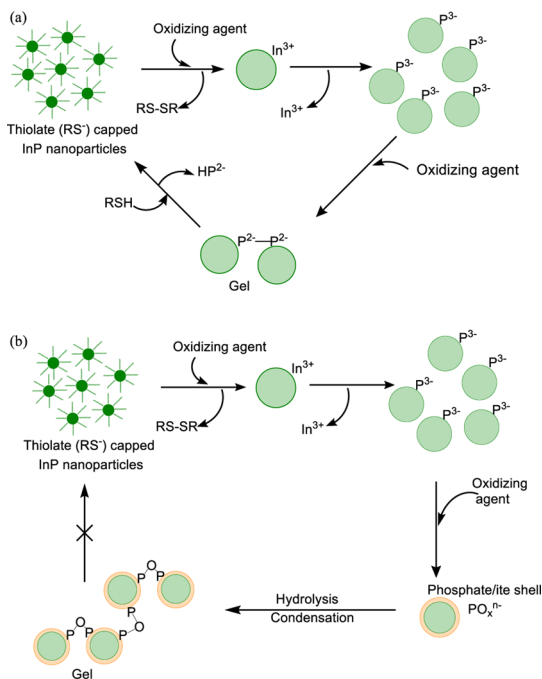 (a)
Oxidizing agent
In³⁺
P³⁻
P³⁻
P³⁻
P³⁻
P³⁻
RS-SR
In³⁺
Thiolate (RS⁻) capped
InP nanoparticles
HP²⁻
Oxidizing agent
RSH
P²⁻—P²⁻
Gel
(b)
Oxidizing agent
In³⁺
P³⁻
P³⁻
P³⁻
P³⁻
P³⁻
RS-SR
In³⁺
Thiolate (RS⁻) capped
InP nanoparticles
Oxidizing
agent
O
P P
P
O
O
P P P
Hydrolysis
Condensation
Phosphate/ite shell
POₓⁿ⁻
Gel